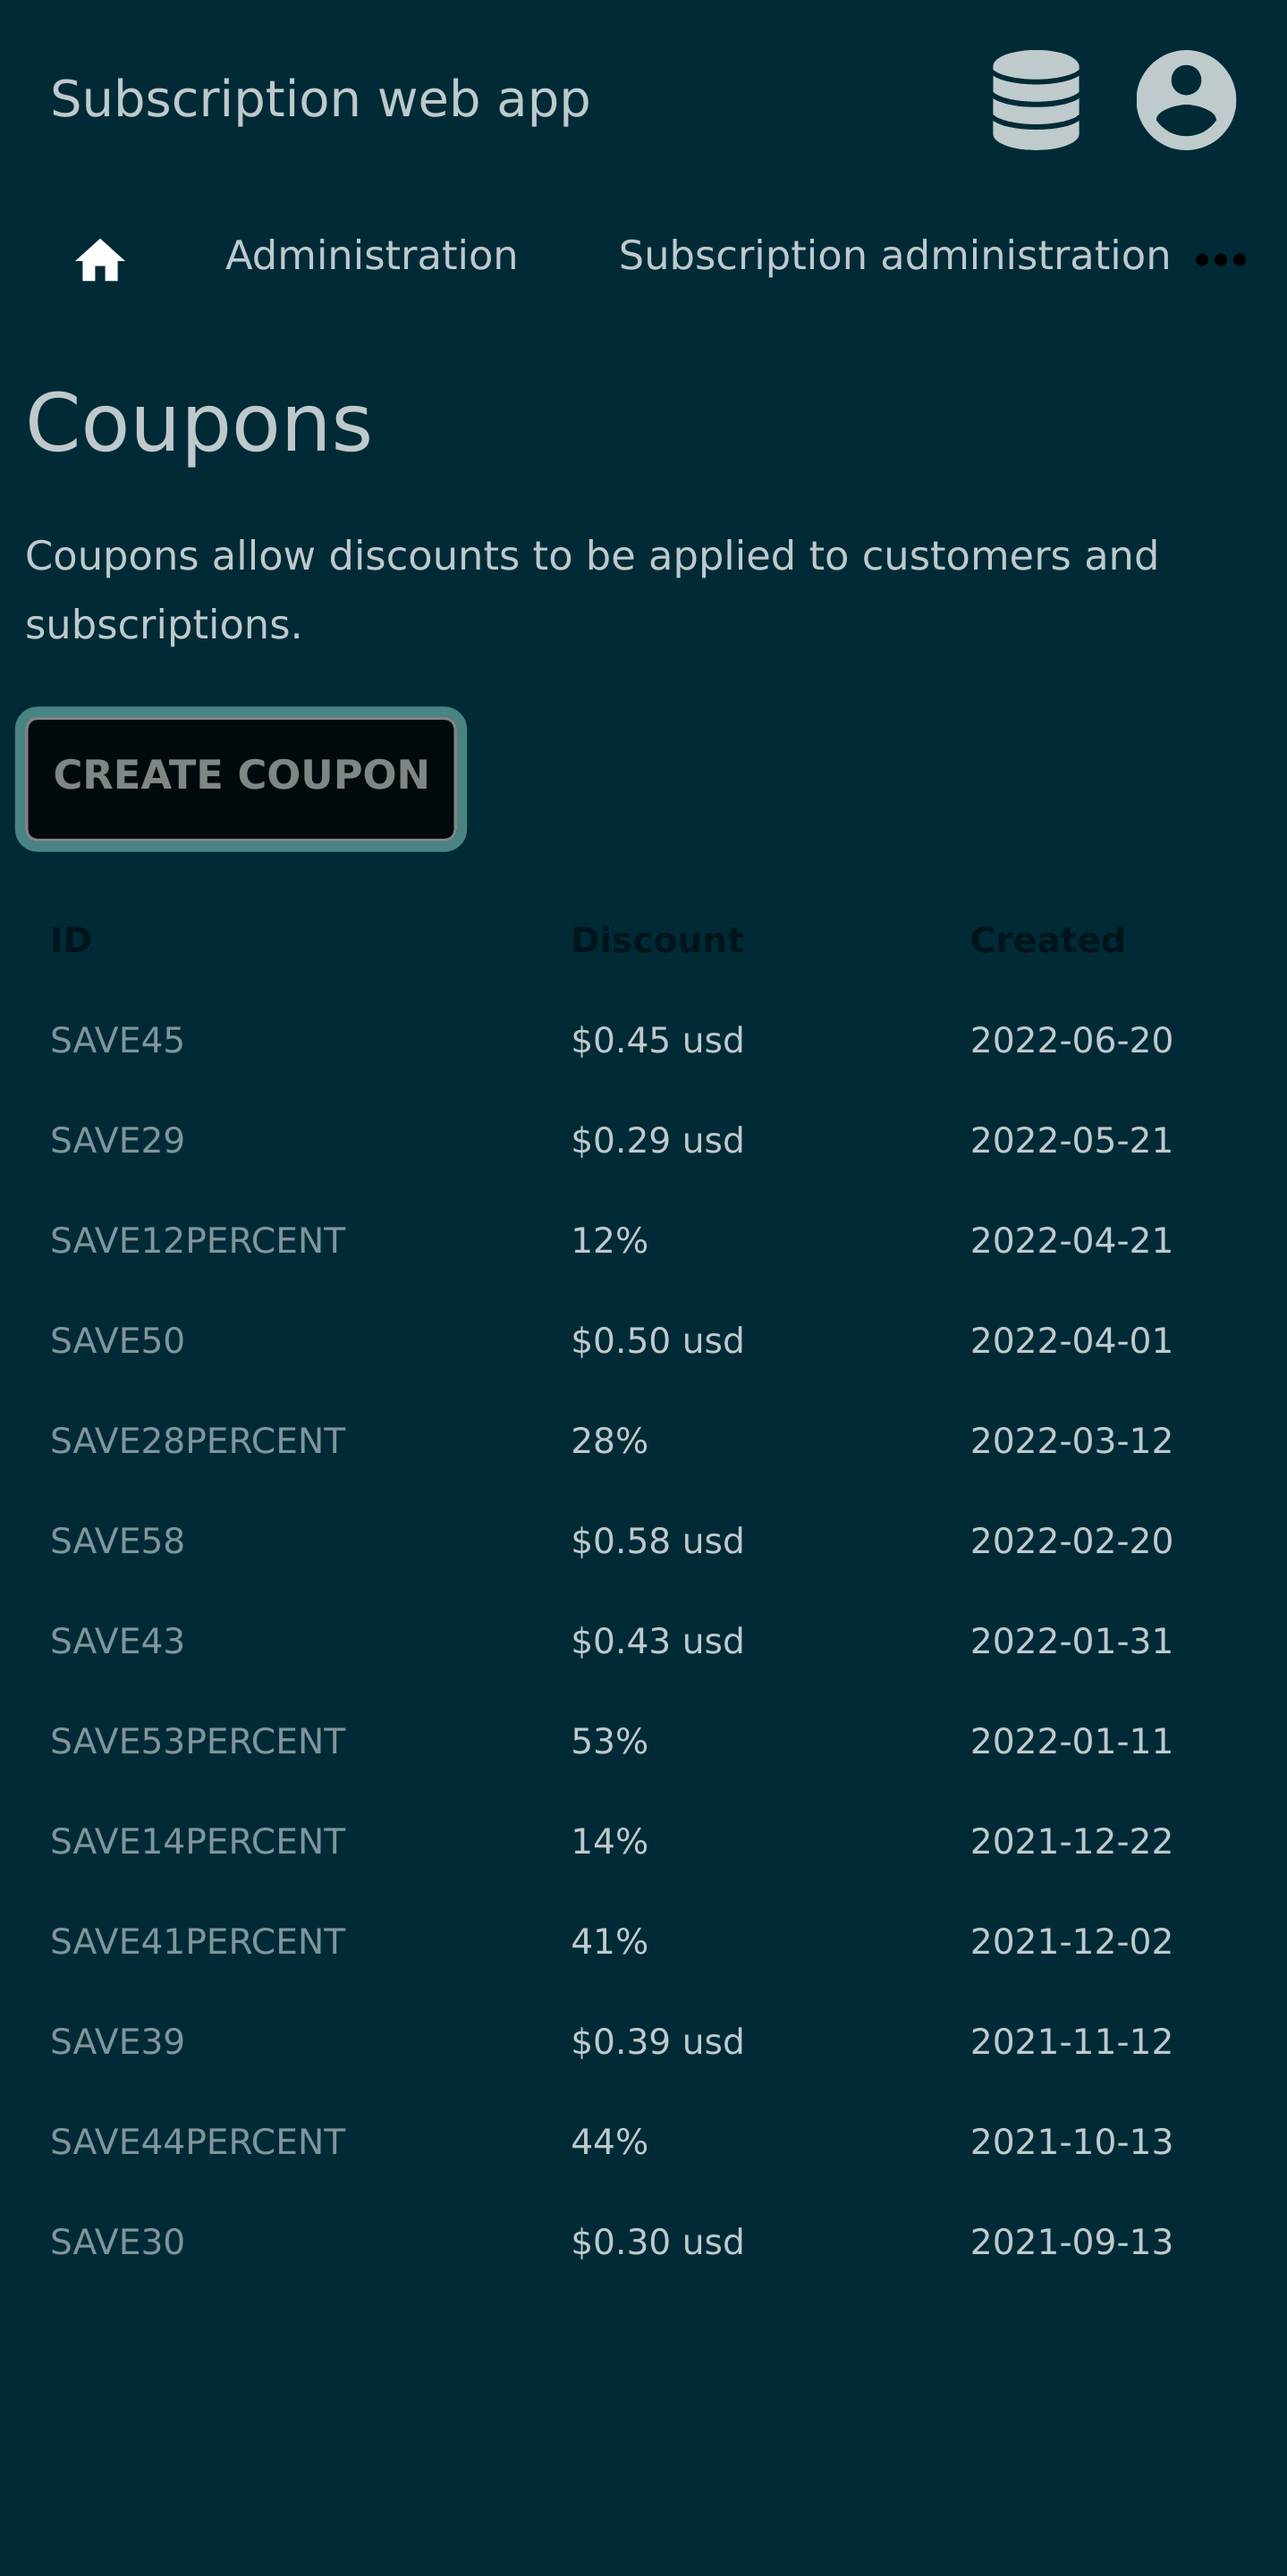 Subscription web app
Administration Subscription administration •••
Coupons
Coupons allow discounts to be applied to customers and
subscriptions.
CREATE COUPON
ID Discount Created
SAVE45 $0.45 usd 2022-06-20
SAVE29 $0.29 usd 2022-05-21
SAVE12PERCENT 12% 2022-04-21
SAVE50 $0.50 usd 2022-04-01
SAVE28PERCENT 28% 2022-03-12
SAVE58 $0.58 usd 2022-02-20
SAVE43 $0.43 usd 2022-01-31
SAVE53PERCENT 53% 2022-01-11
SAVE14PERCENT 14% 2021-12-22
SAVE41PERCENT 41% 2021-12-02
SAVE39 $0.39 usd 2021-11-12
SAVE44PERCENT 44% 2021-10-13
SAVE30 $0.30 usd 2021-09-13